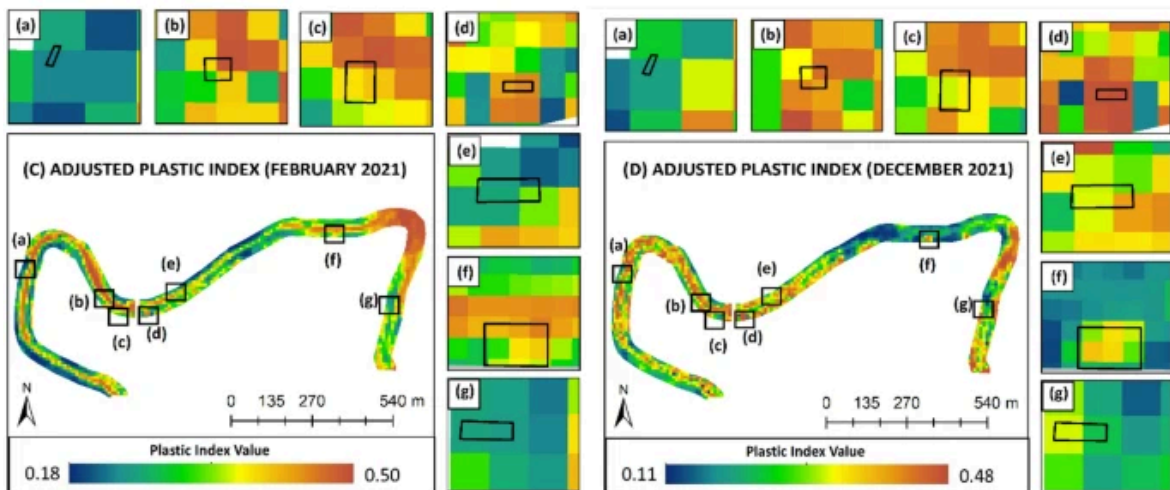 (a)
(b)
(c)
(d)
(e)
(f)
(g)
(C) ADJUSTED PLASTIC INDEX (FEBRUARY 2021)
(a)
(b)
(c)
(d)
(e)
(f)
(g)
N
0 135 270 540 m
Plastic Index Value
0.18 0.50
(a)
(b)
(c)
(d)
(e)
(f)
(g)
(D) ADJUSTED PLASTIC INDEX (DECEMBER 2021)
(a)
(b)
(c)
(d)
(e)
(f)
(g)
N
0 135 270 540 m
Plastic Index Value
0.11 0.48